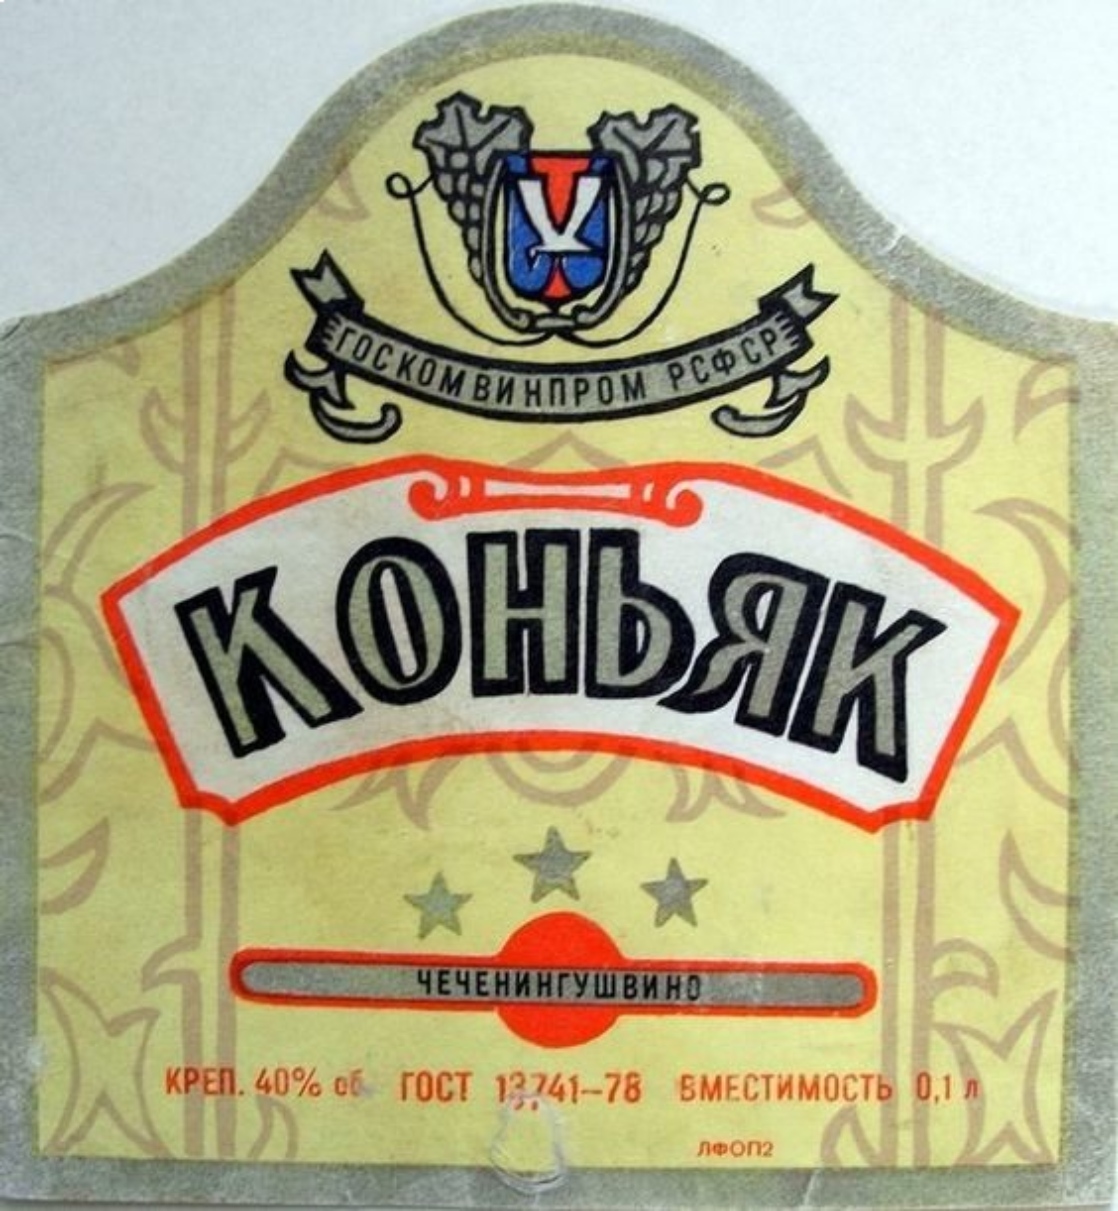 ГОСКОМВИНПРОМ РСФСР
КОНЬЯК
ЧЕЧЕНИНГУШВИНО
КРЕП. 40% об. ГОСТ 13741-78 ВМЕСТИМОСТЬ 0,1 л
ЛФОП2